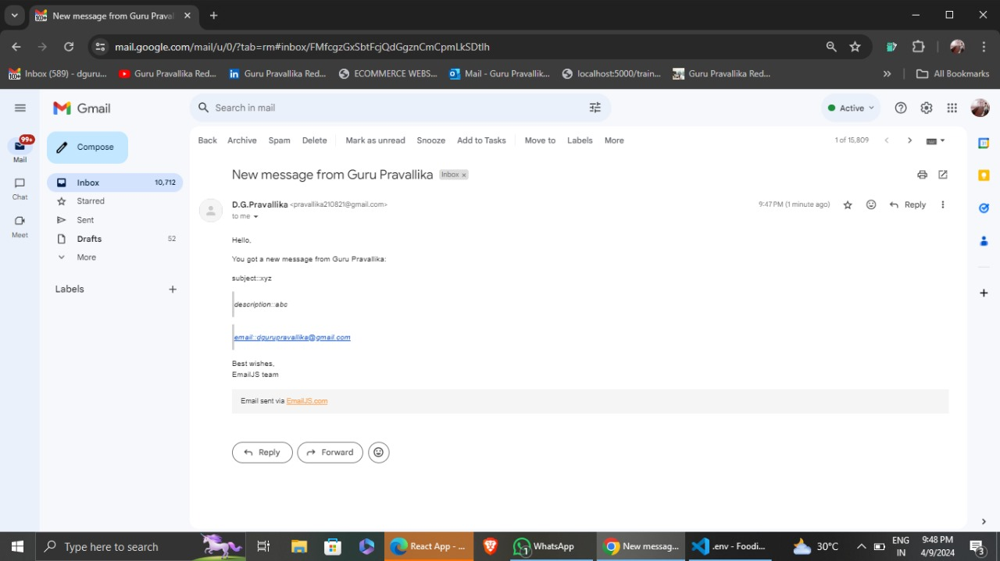 New message from Guru Praval
mail.google.com/mail/u/0/?tab=rm#inbox/FMfcgzGxSbtFcjQdGgznCmCpmLkSDtlh
Inbox (589) - dguru... Guru Pravallika Red... Guru Pravallika Red... ECOMMERCE WEBS... Mail - Guru Pravallik... localhost:5000/train... Guru Pravallika Red... » All Bookmarks
Gmail
Search in mail
Active
99+
Mail
Chat
Meet
Compose
Inbox 10,712
Starred
Sent
Drafts 52
More
Labels
Back Archive Spam Delete Mark as unread Snooze Add to Tasks Move to Labels More 1 of 15,809
New message from Guru Pravallika Inbox x
D.G.Pravallika <pravallika210821@gmail.com> 9:47 PM (1 minute ago) Reply
to me
Hello,
You got a new message from Guru Pravallika:
subject::xyz
description::abc
email::dgurupravallika@gmail.com
Best wishes,
EmailJS team
Email sent via EmailJS.com
Reply Forward
Type here to search
React App - ...
1
WhatsApp
New messag...
.env - Foodi...
30°C
ENG
IN
9:48 PM
4/9/2024
3